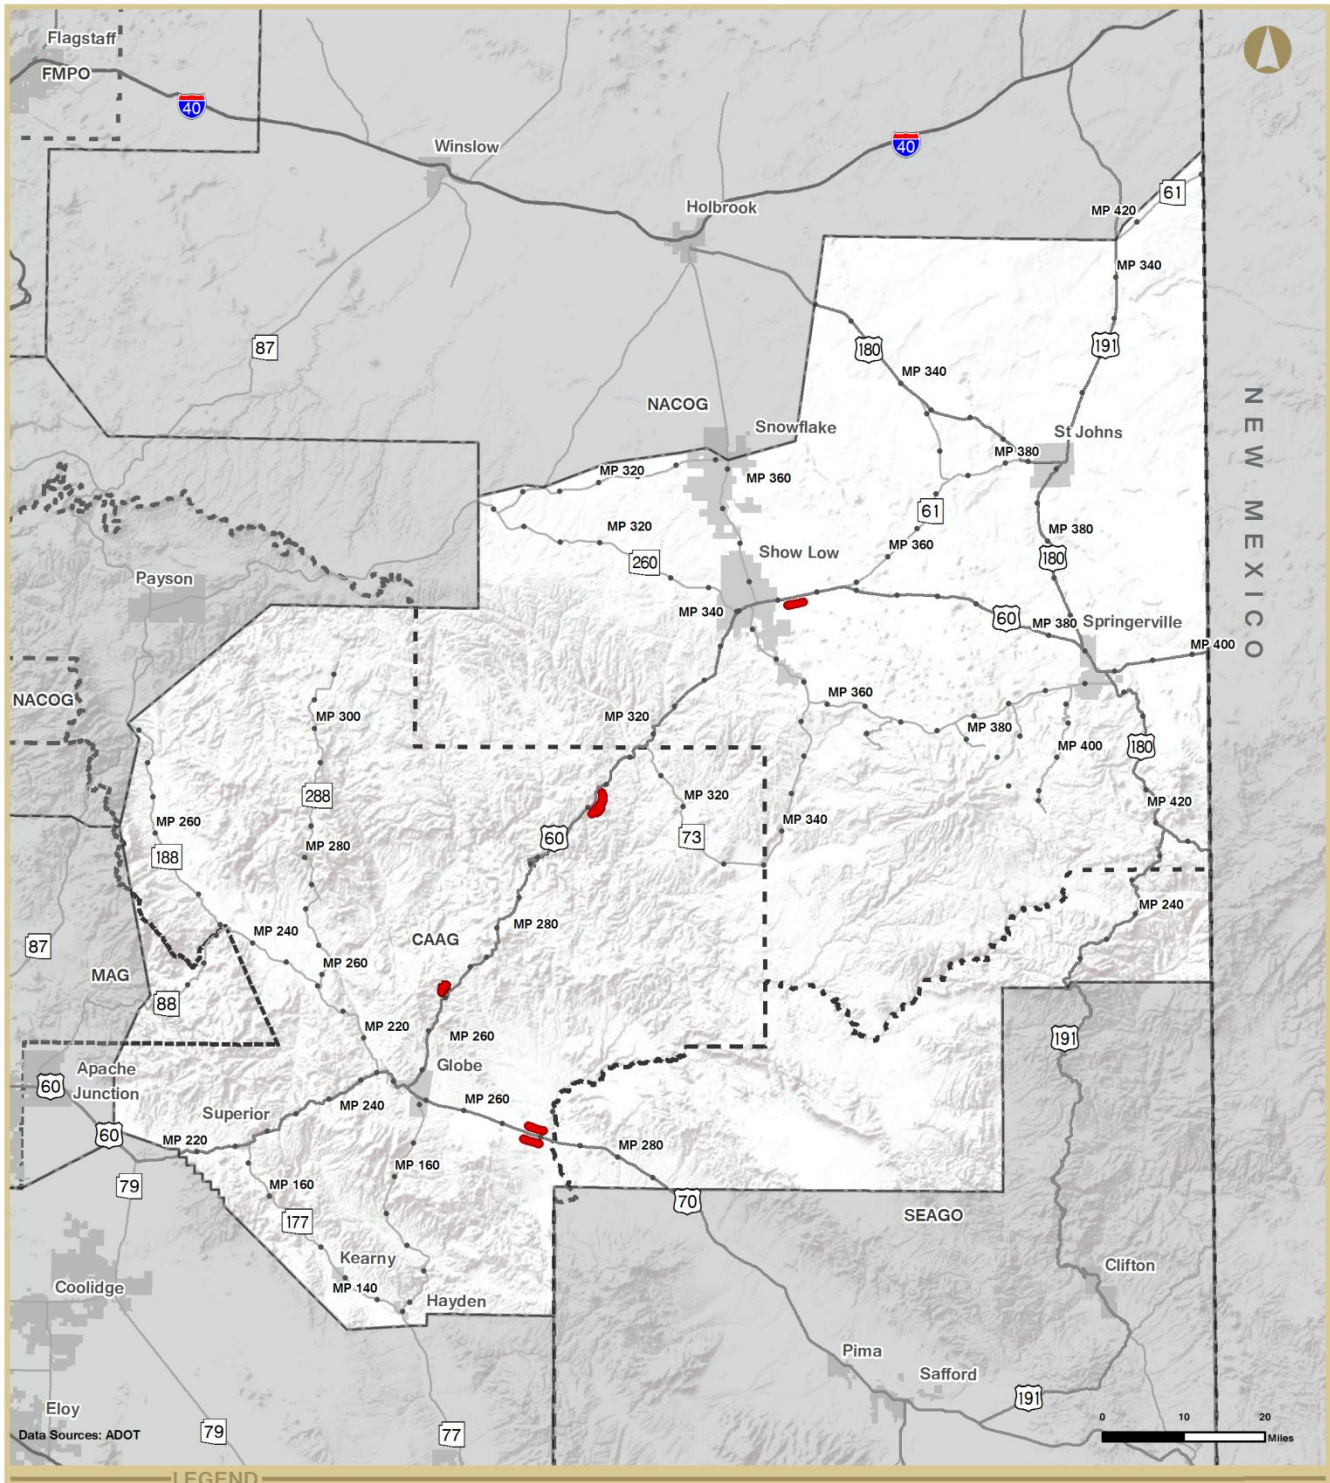 Flagstaff
FMPO
40
Winslow
40
Holbrook
61
MP 420
MP 340
87
180
191
MP 340
NACOG
Snowflake
St Johns
MP 380
MP 320
MP 360
61
MP 320
MP 380
MP 360
Show Low
260
180
Payson
MP 340
60
MP 380
Springerville
MP 400
NEW MEXICO
NACOG
MP 360
MP 300
MP 320
MP 380
MP 400
180
288
MP 320
MP 420
MP 260
60
73
MP 340
188
MP 280
MP 240
MP 280
MP 240
CAAG
87
MAG
MP 260
88
MP 220
MP 260
191
Globe
Apache
Junction
60
MP 260
MP 240
Superior
60
MP 220
MP 280
MP 160
79
MP 160
70
177
SEAGO
Kearny
Clifton
Coolidge
MP 140
Hayden
Pima
Safford
191
Eloy
79
77
Data Sources: ADOT
0 10 20
Miles
LEGEND